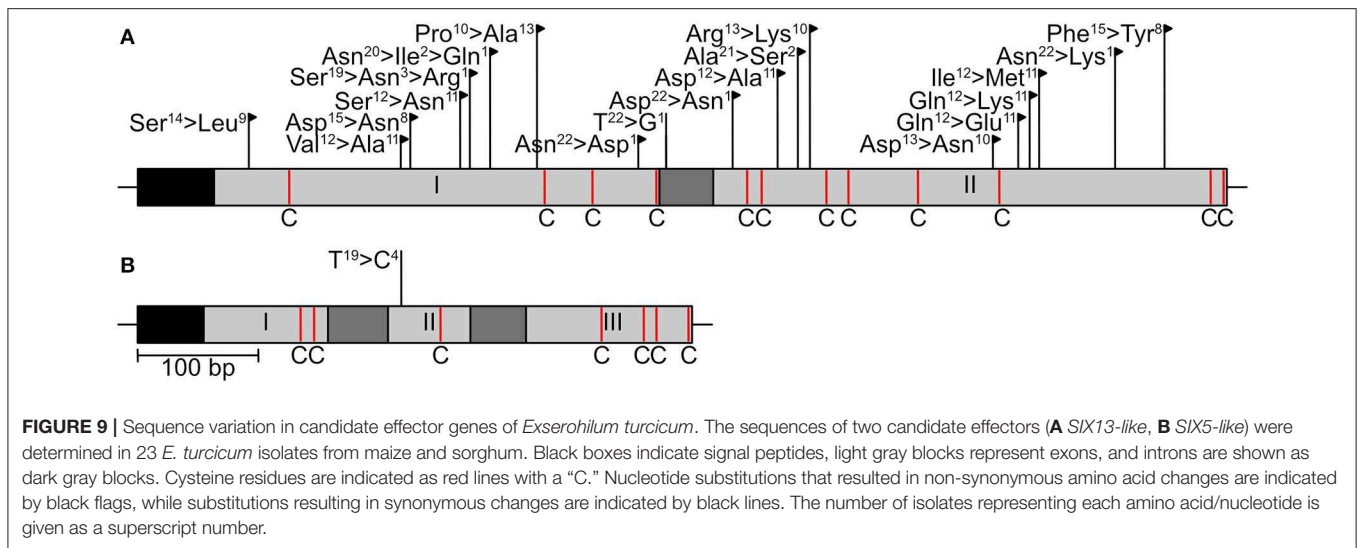 A
Pro¹⁰>Ala¹³
Arg¹³>Lys¹⁰
Phe¹⁵>Tyr⁸
Asn²⁰>Ile²>Gln¹
Ala²¹>Ser²
Asn²²>Lys¹
Ser¹⁹>Asn³>Arg¹
Asp¹²>Ala¹¹
Ile¹²>Met¹¹
Ser¹²>Asn¹¹
Asp²²>Asn¹
Gln¹²>Lys¹¹
Ser¹⁴>Leu⁹
Asp¹⁵>Asn⁸
T²²>G¹
Gln¹²>Glu¹¹
Val¹²>Ala¹¹
Asn²²>Asp¹
Asp¹³>Asn¹⁰
I
II
C C C C C C C C C C C C
B
T¹⁹>C⁴
I
II
III
C C C C C C C
100 bp
FIGURE 9 | Sequence variation in candidate effector genes of Exserohilum turcicum. The sequences of two candidate effectors (A SIX13-like, B SIX5-like) were
determined in 23 E. turcicum isolates from maize and sorghum. Black boxes indicate signal peptides, light gray blocks represent exons, and introns are shown as
dark gray blocks. Cysteine residues are indicated as red lines with a “C.” Nucleotide substitutions that resulted in non-synonymous amino acid changes are indicated
by black flags, while substitutions resulting in synonymous changes are indicated by black lines. The number of isolates representing each amino acid/nucleotide is
given as a superscript number.